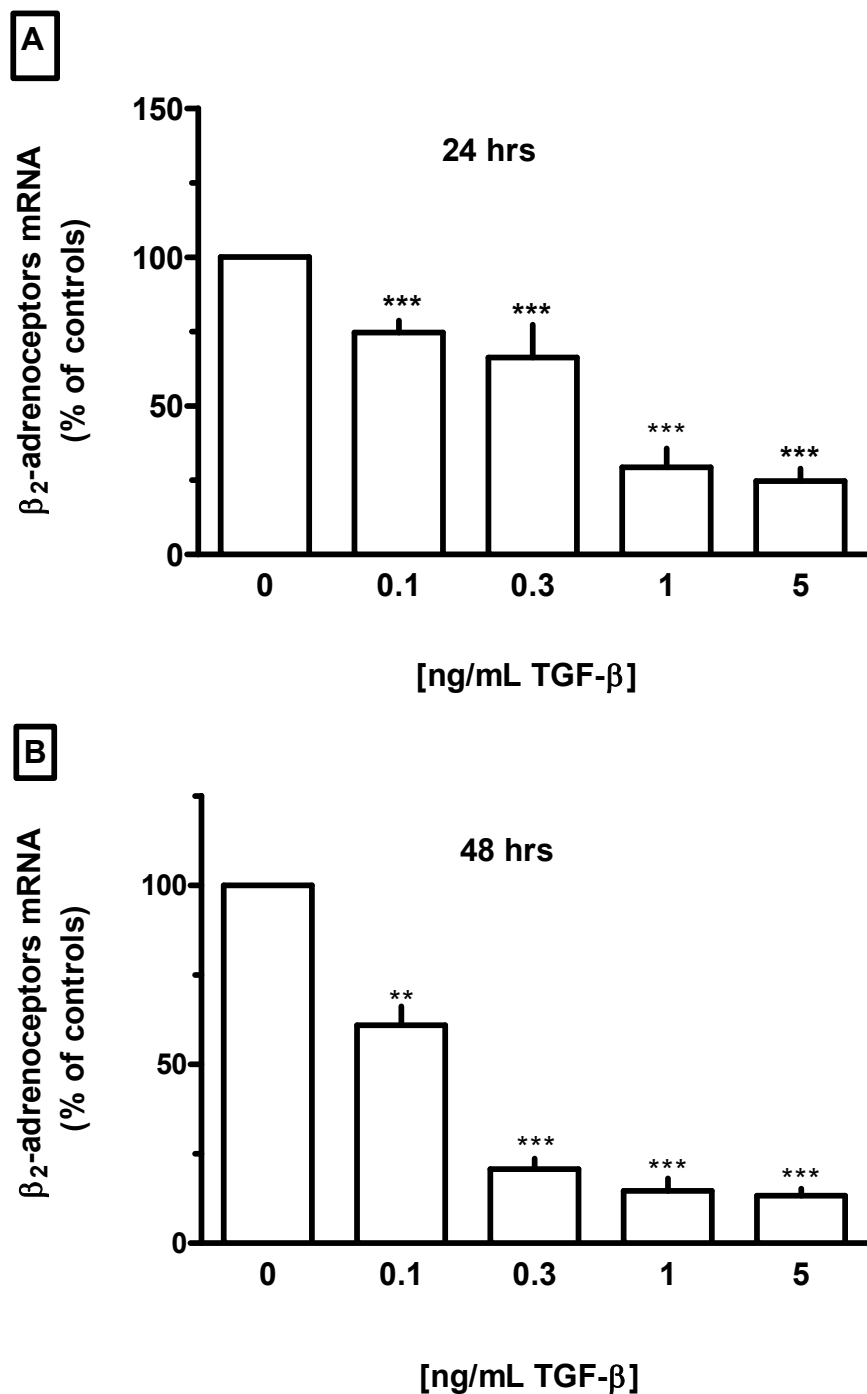 A
β2-adrenoceptors mRNA
(% of controls)
150
100
50
0
24 hrs
***
***
***
***
0 0.1 0.3 1 5
[ng/mL TGF-β]
B
β2-adrenoceptors mRNA
(% of controls)
100
50
0
48 hrs
**
***
***
***
0 0.1 0.3 1 5
[ng/mL TGF-β]